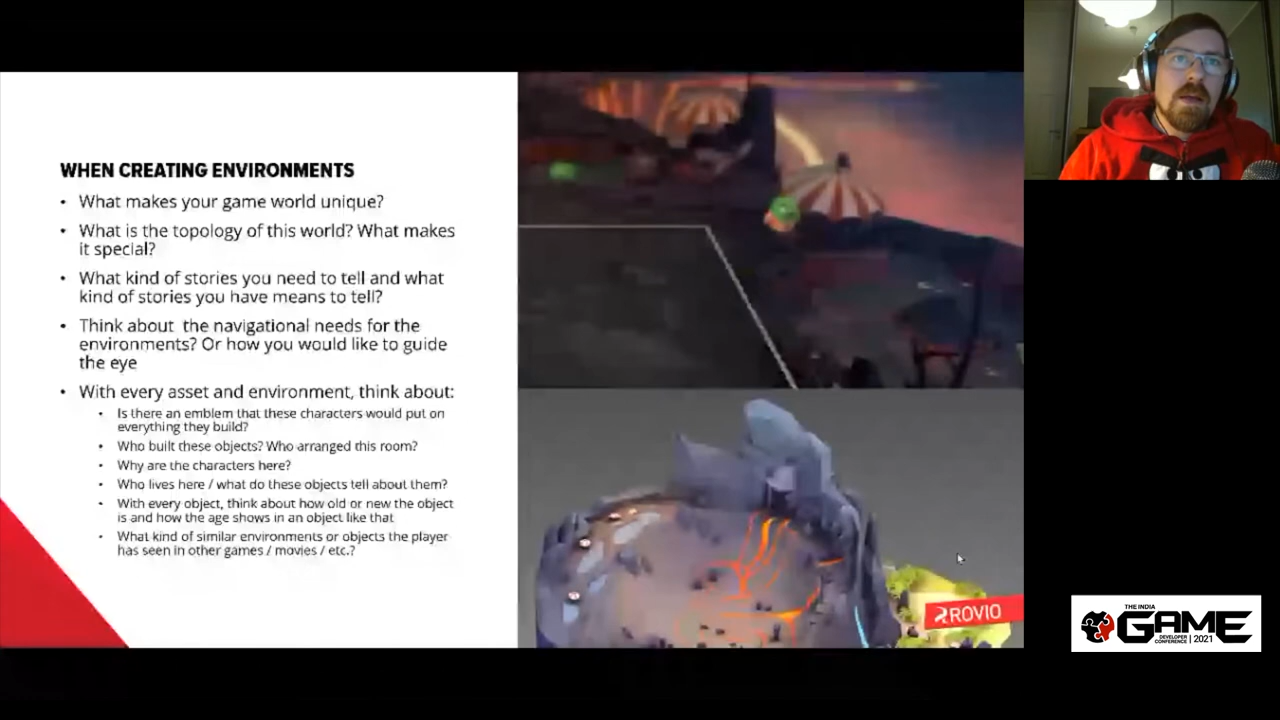 WHEN CREATING ENVIRONMENTS
• What makes your game world unique?
• What is the topology of this world? What makes
it special?
• What kind of stories you need to tell and what
kind of stories you have means to tell?
• Think about the navigational needs for the
environments? Or how you would like to guide
the eye
• With every asset and environment, think about:
• Is there an emblem that these characters would put on
everything they build?
• Who built these objects? Who arranged this room?
• Why are the characters here?
• Who lives here / what do these objects tell about them?
• With every object, think about how old or new the object
is and how the age shows in an object like that
• What kind of similar environments or objects the player
has seen in other games / movies / etc.?
ROVIO
THE INDIA
GAME
DEVELOPER
CONFERENCE | 2021